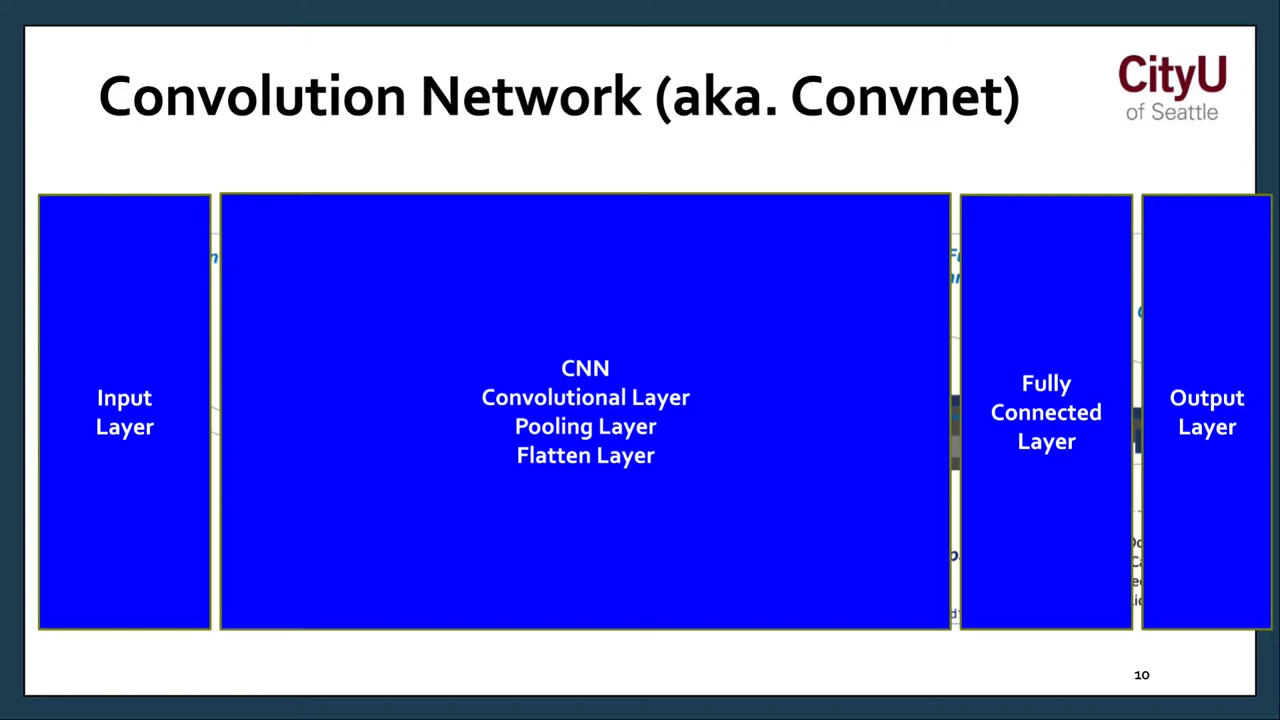 Convolution Network (aka. Convnet)
CityU
of Seattle
Input
Layer
CNN
Convolutional Layer
Pooling Layer
Flatten Layer
Fully
Connected
Layer
Output
Layer
10